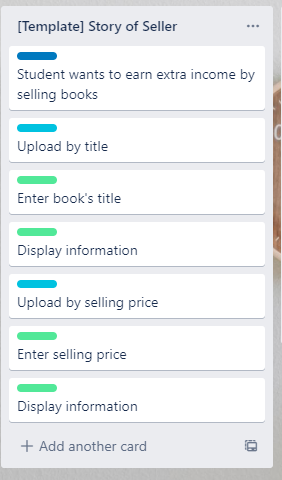 [Template] Story of Seller
Student wants to earn extra income by
selling books
Upload by title
Enter book's title
Display information
Upload by selling price
Enter selling price
Display information
Add another card